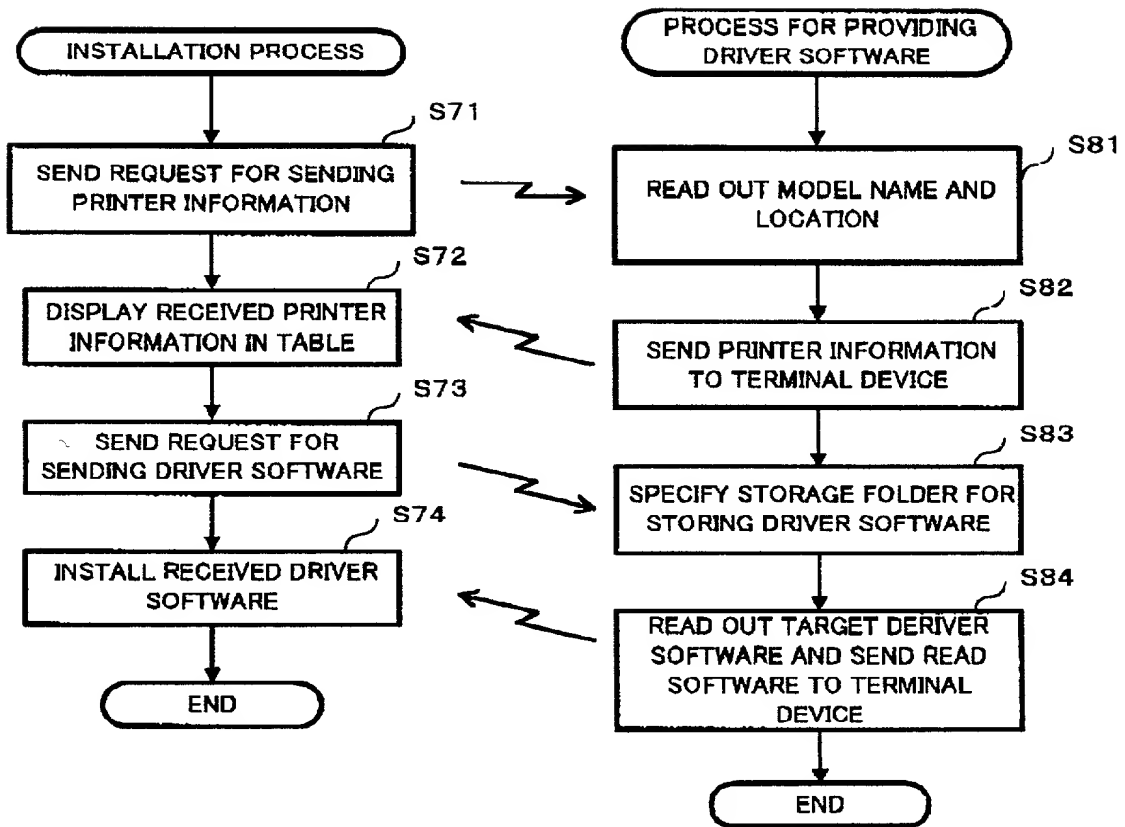 INSTALLATION PROCESS
S71
SEND REQUEST FOR SENDING
PRINTER INFORMATION
S72
DISPLAY RECEIVED PRINTER
INFORMATION IN TABLE
S73
SEND REQUEST FOR
SENDING DRIVER SOFTWARE
S74
INSTALL RECEIVED DRIVER
SOFTWARE
END
PROCESS FOR PROVIDING
DRIVER SOFTWARE
S81
READ OUT MODEL NAME AND
LOCATION
S82
SEND PRINTER INFORMATION
TO TERMINAL DEVICE
S83
SPECIFY STORAGE FOLDER FOR
STORING DRIVER SOFTWARE
S84
READ OUT TARGET DERIVER
SOFTWARE AND SEND READ
SOFTWARE TO TERMINAL
DEVICE
END